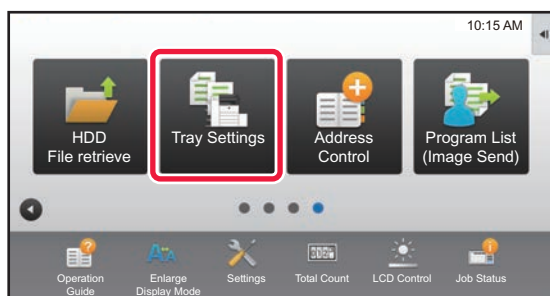 10:15 AM
HDD
File retrieve
Tray Settings
Address
Control
Program List
(Image Send)
Operation
Guide
Enlarge
Display Mode
Settings
Total Count
LCD Control
Job Status